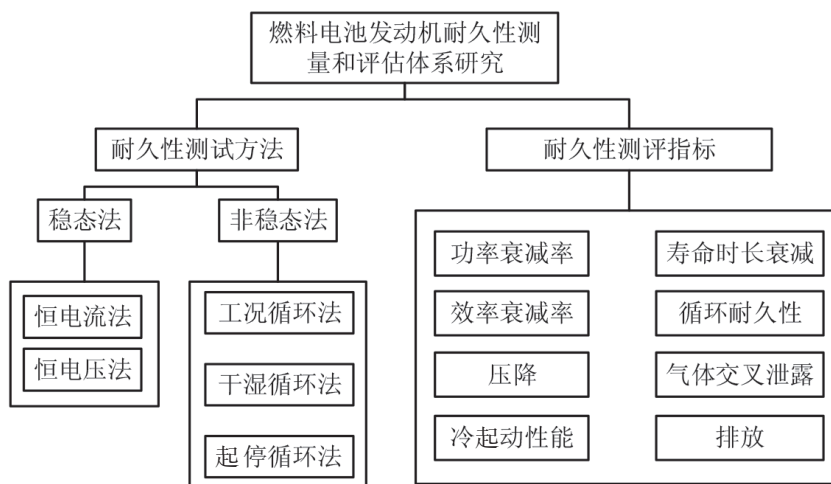 燃料电池发动机耐久性测
量和评估体系研究
耐久性测试方法
耐久性测评指标
稳态法
非稳态法
恒电流法
恒电压法
工况循环法
干湿循环法
起停循环法
功率衰减率
寿命时长衰减
效率衰减率
循环耐久性
压降
气体交叉泄露
冷起动性能
排放